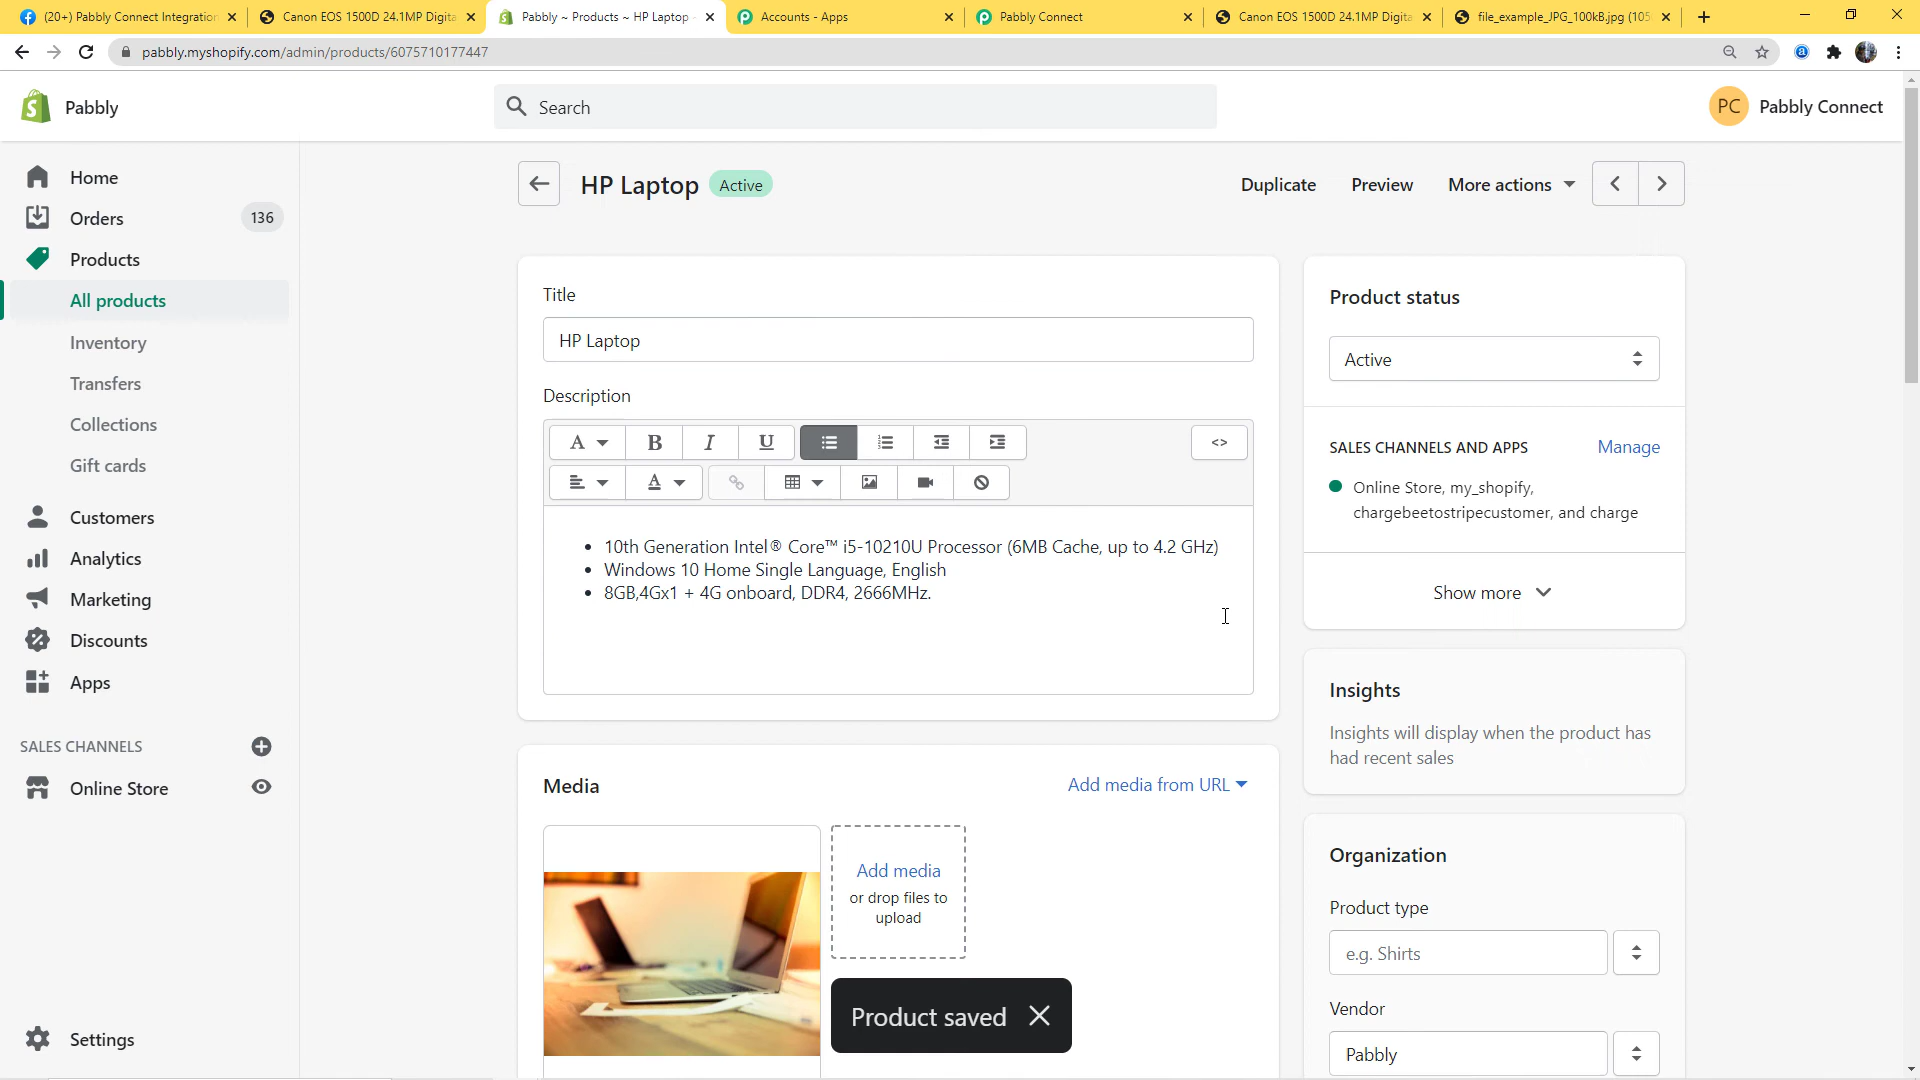 (20+) Pabbly Connect Integration
Canon EOS 1500D 24.1MP Digita
Pabbly ~ Products ~ HP Laptop
Accounts - Apps
Pabbly Connect
Canon EOS 1500D 24.1MP Digita
file_example_JPG_100kB.jpg (105
pabbly.myshopify.com/admin/products/6075710177447
Pabbly
Search
PC
Pabbly Connect
Home
Orders
136
Products
All products
Inventory
Transfers
Collections
Gift cards
Customers
Analytics
Marketing
Discounts
Apps
SALES CHANNELS
Online Store
Settings
HP Laptop
Active
Duplicate
Preview
More actions
Title
HP Laptop
Description
A
B
I
U
<>
A
10th Generation Intel® Core™ i5-10210U Processor (6MB Cache, up to 4.2 GHz)
Windows 10 Home Single Language, English
8GB,4Gx1 + 4G onboard, DDR4, 2666MHz.
Media
Add media from URL
Add media
or drop files to
upload
Product saved
Product status
Active
SALES CHANNELS AND APPS
Manage
Online Store, my_shopify,
chargebeetostripecustomer, and charge
Show more
Insights
Insights will display when the product has
had recent sales
Organization
Product type
e.g. Shirts
Vendor
Pabbly